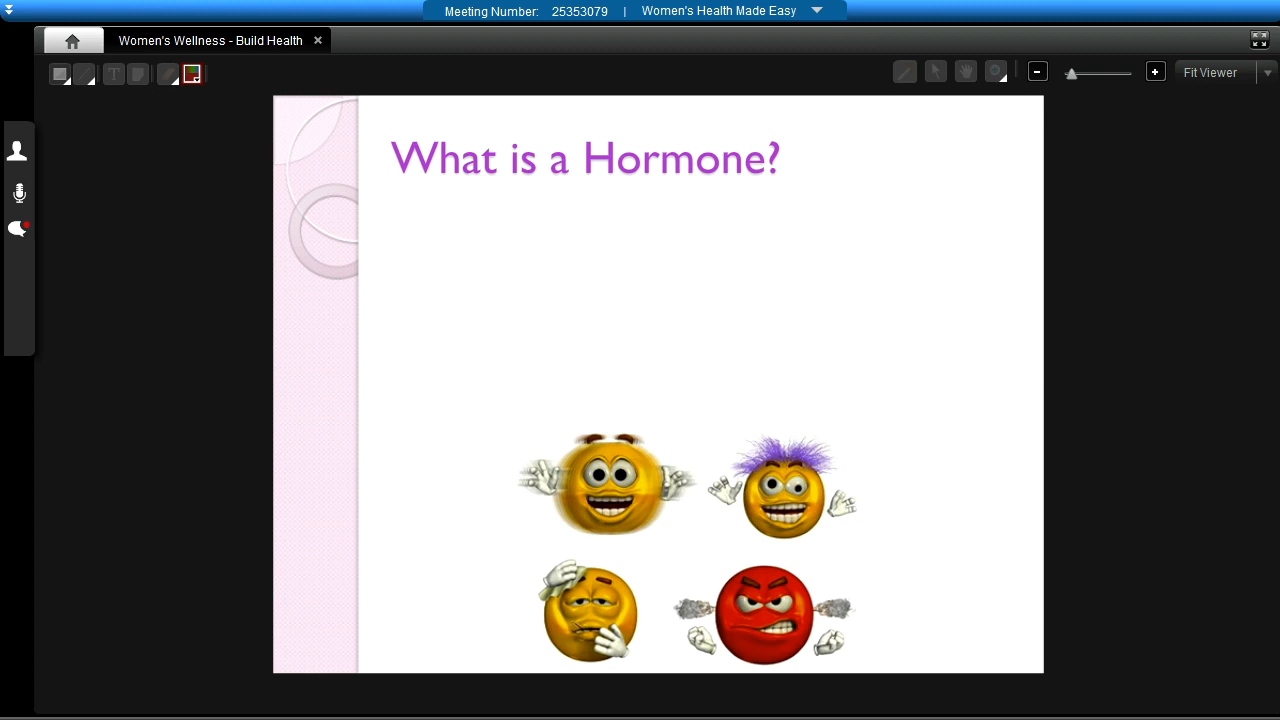 Meeting Number: 25353079 | Women's Health Made Easy
Women's Wellness - Build Health
T
Fit Viewer
What is a Hormone?